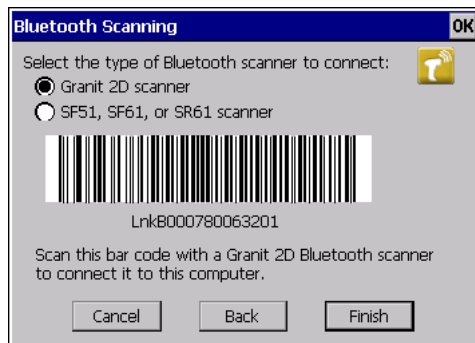 Bluetooth Scanning OK
Select the type of Bluetooth scanner to connect:
Granit 2D scanner
SF51, SF61, or SR61 scanner
LnkB000780063201
Scan this bar code with a Granit 2D Bluetooth scanner
to connect it to this computer.
Cancel Back Finish